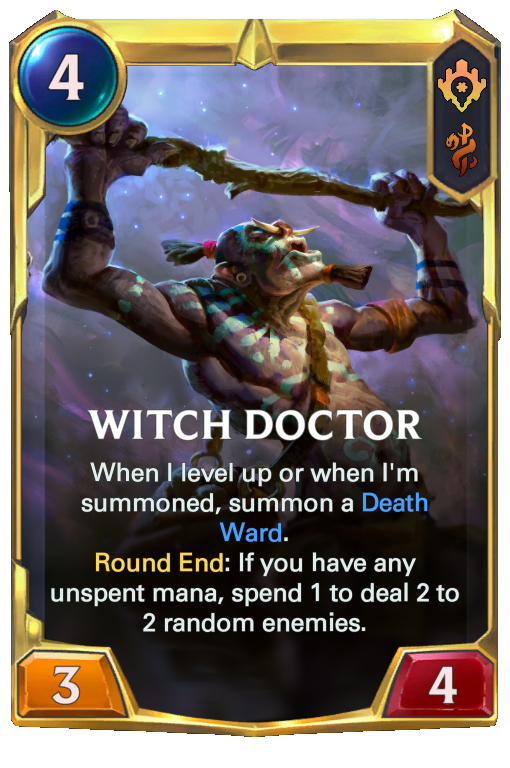 4
WITCH DOCTOR
When I level up or when I'm
summoned, summon a Death
Ward.
Round End: If you have any
unspent mana, spend 1 to deal 2 to
2 random enemies.
3
4